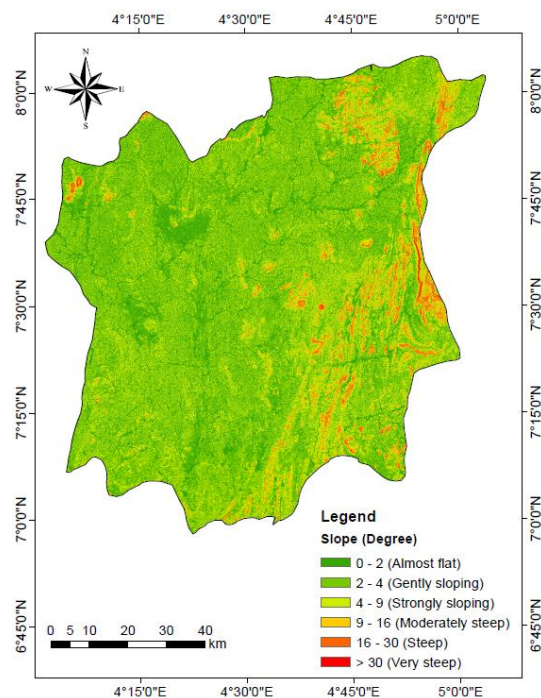 4°15'0"E 4°30'0"E 4°45'0"E 5°0'0"E
N
W E
S
8°0'0"N 8°0'0"N
7°45'0"N 7°45'0"N
7°30'0"N 7°30'0"N
7°15'0"N 7°15'0"N
7°0'0"N 7°0'0"N
6°45'0"N 6°45'0"N
Legend
Slope (Degree)
0 - 2 (Almost flat)
2 - 4 (Gently sloping)
4 - 9 (Strongly sloping)
9 - 16 (Moderately steep)
16 - 30 (Steep)
> 30 (Very steep)
0 5 10 20 30 40
km
4°15'0"E 4°30'0"E 4°45'0"E 5°0'0"E